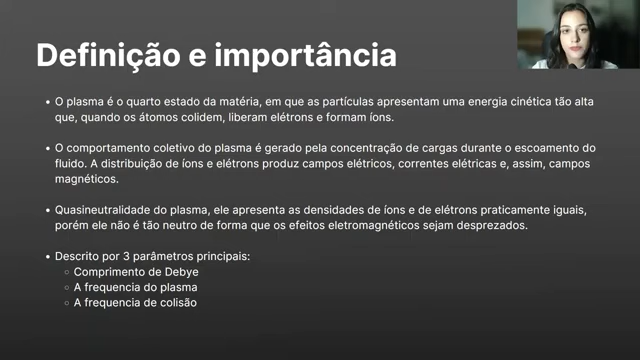 Definição e importância
• O plasma é o quarto estado da matéria, em que as partículas apresentam uma energia cinética tão alta
que, quando os átomos colidem, liberam elétrons e formam íons.
• O comportamento coletivo do plasma é gerado pela concentração de cargas durante o escoamento do
fluido. A distribuição de íons e elétrons produz campos elétricos, correntes elétricas e, assim, campos
magnéticos.
• Quasineutralidade do plasma, ele apresenta as densidades de íons e de elétrons praticamente iguais,
porém ele não é tão neutro de forma que os efeitos eletromagnéticos sejam desprezados.
• Descrito por 3 parâmetros principais:
◦ Comprimento de Debye
◦ A frequencia do plasma
◦ A frequencia de colisão